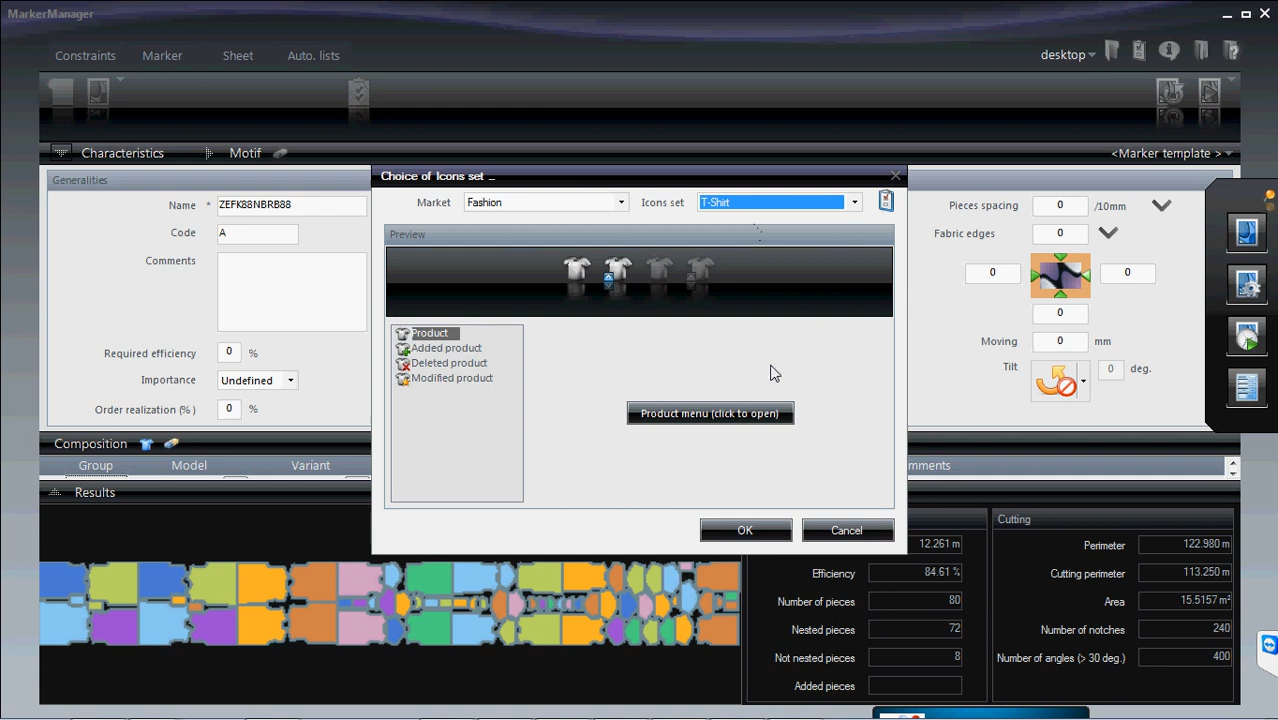 MarkerManager
Constraints Marker Sheet Auto. lists
desktop
Characteristics Motif
<Marker template >
Generalities
Name * ZEFK88NBRB88
Code A
Comments
Required efficiency 0 %
Importance Undefined
Order realization (% ) 0 %
Choice of Icons set _
Market Fashion Icons set T-Shirt
Preview
Product
Added product
Deleted product
Modified product
Product menu (click to open)
OK Cancel
Pieces spacing 0 /10mm
Fabric edges 0
0 0
0
Moving 0 mm
Tilt 0 deg.
Composition
Group Model Variant
Results
12.261 m
Efficiency 84.61 %
Number of pieces 80
Nested pieces 72
Not nested pieces 8
Added pieces
Cutting
Perimeter 122.980 m
Cutting perimeter 113.250 m
Area 15.5157 m²
Number of notches 240
Number of angles (> 30 deg.) 400